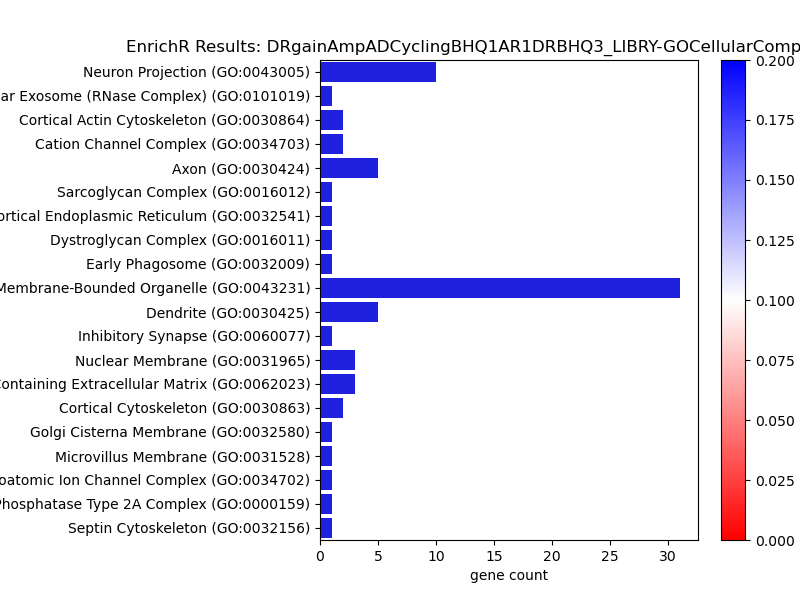 EnrichR Results: DRgainAmpADCyclingBHQ1AR1DRBHQ3_LIBRY-GOCellularComp
Neuron Projection (GO:0043005)
ar Exosome (RNase Complex) (GO:0101019)
Cortical Actin Cytoskeleton (GO:0030864)
Cation Channel Complex (GO:0034703)
Axon (GO:0030424)
Sarcoglycan Complex (GO:0016012)
ortical Endoplasmic Reticulum (GO:0032541)
Dystroglycan Complex (GO:0016011)
Early Phagosome (GO:0032009)
Membrane-Bounded Organelle (GO:0043231)
Dendrite (GO:0030425)
Inhibitory Synapse (GO:0060077)
Nuclear Membrane (GO:0031965)
Containing Extracellular Matrix (GO:0062023)
Cortical Cytoskeleton (GO:0030863)
Golgi Cisterna Membrane (GO:0032580)
Microvillus Membrane (GO:0031528)
oatomic Ion Channel Complex (GO:0034702)
Phosphatase Type 2A Complex (GO:0000159)
Septin Cytoskeleton (GO:0032156)
0 5 10 15 20 25 30
gene count
0.200
0.175
0.150
0.125
0.100
0.075
0.050
0.025
0.000